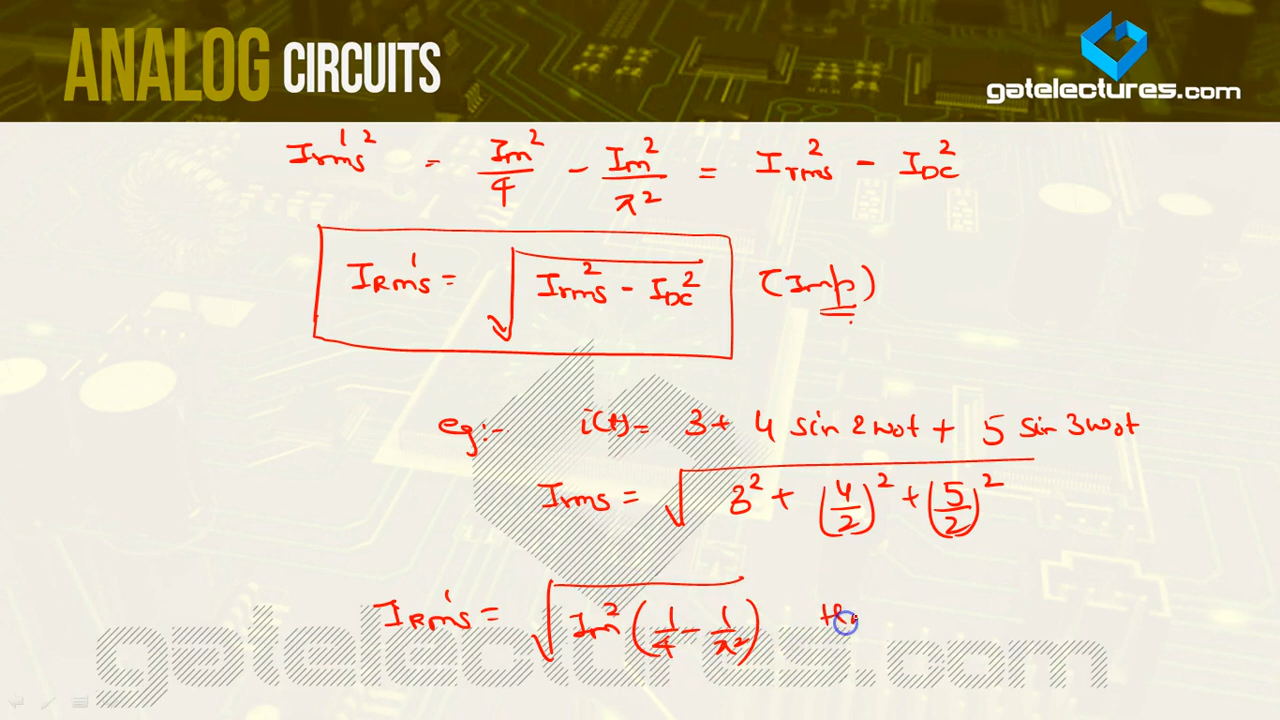 ANALOG CIRCUITS
gatelectures.com
Irms'² = Im²/4 - Im²/π² = Irms² - IDC²
IRms' = √(Irms² - IDC²) (Imp)
eg:- i(t) = 3 + 4 sin 2ω₀t + 5 sin 3ω₀t
Irms = √(3² + (4/2)² + (5/2)²)
IRms' = √(Im² (1/4 - 1/π²))
gatelectures.com